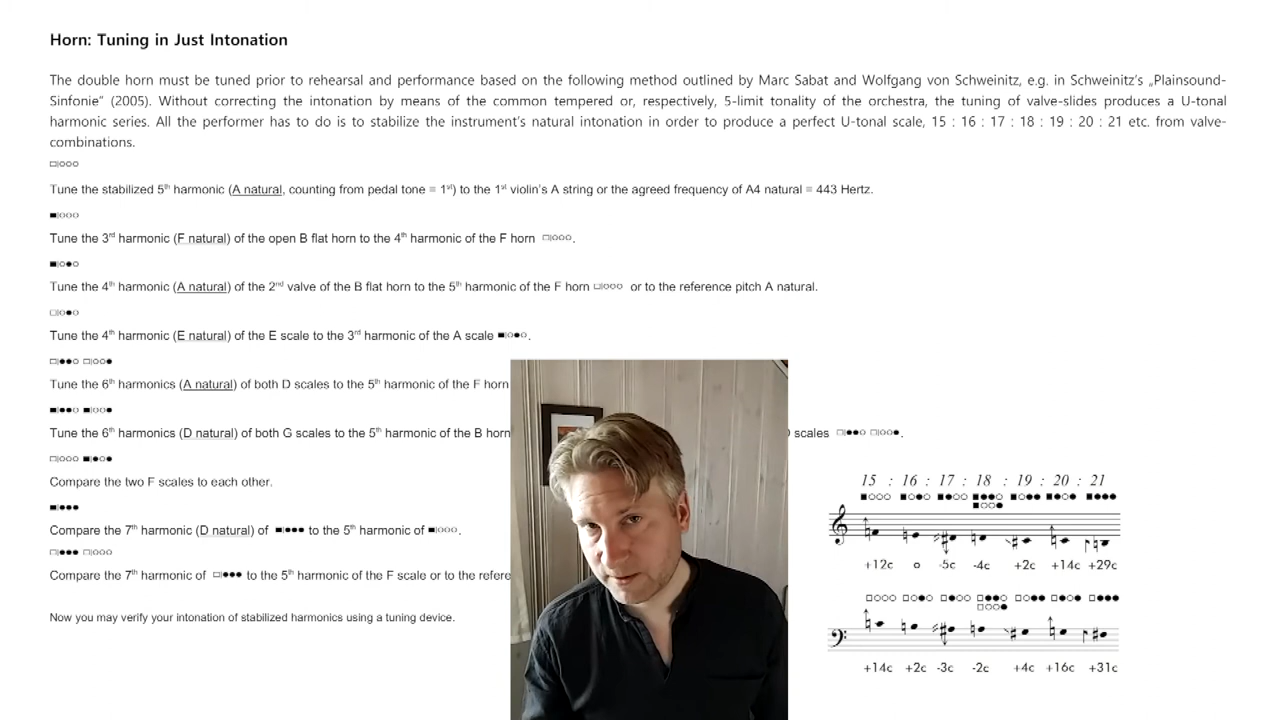 Horn: Tuning in Just Intonation
The double horn must be tuned prior to rehearsal and performance based on the following method outlined by Marc Sabat and Wolfgang von Schweinitz, e.g. in Schweinitz's „Plainsound-
Sinfonie“ (2005). Without correcting the intonation by means of the common tempered or, respectively, 5-limit tonality of the orchestra, the tuning of valve-slides produces a U-tonal
harmonic series. All the performer has to do is to stabilize the instrument's natural intonation in order to produce a perfect U-tonal scale, 15 : 16 : 17 : 18 : 19 : 20 : 21 etc. from valve-
combinations.
Tune the stabilized 5th harmonic (A natural, counting from pedal tone = 1st) to the 1st violin's A string or the agreed frequency of A4 natural = 443 Hertz.
Tune the 3rd harmonic (F natural) of the open B flat horn to the 4th harmonic of the F horn .
Tune the 4th harmonic (A natural) of the 2nd valve of the B flat horn to the 5th harmonic of the F horn or to the reference pitch A natural.
Tune the 4th harmonic (E natural) of the E scale to the 3rd harmonic of the A scale .
Tune the 6th harmonics (A natural) of both D scales to the 5th harmonic of the F horn
Tune the 6th harmonics (D natural) of both G scales to the 5th harmonic of the B horn scales .
Compare the two F scales to each other.
Compare the 7th harmonic (D natural) of to the 5th harmonic of .
Compare the 7th harmonic of to the 5th harmonic of the F scale or to the
Now you may verify your intonation of stabilized harmonics using a tuning device.
15 : 16 : 17 : 18 : 19 : 20 : 21
+12c o -5c -4c +2c +14c +29c
+14c +2c -3c -2c +4c +16c +31c